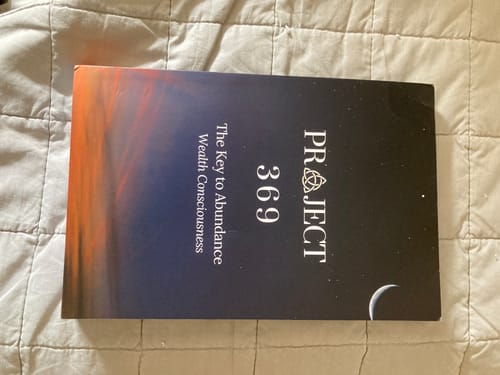 PROJECT
369
The Key to Abundance
Wealth Consciousness